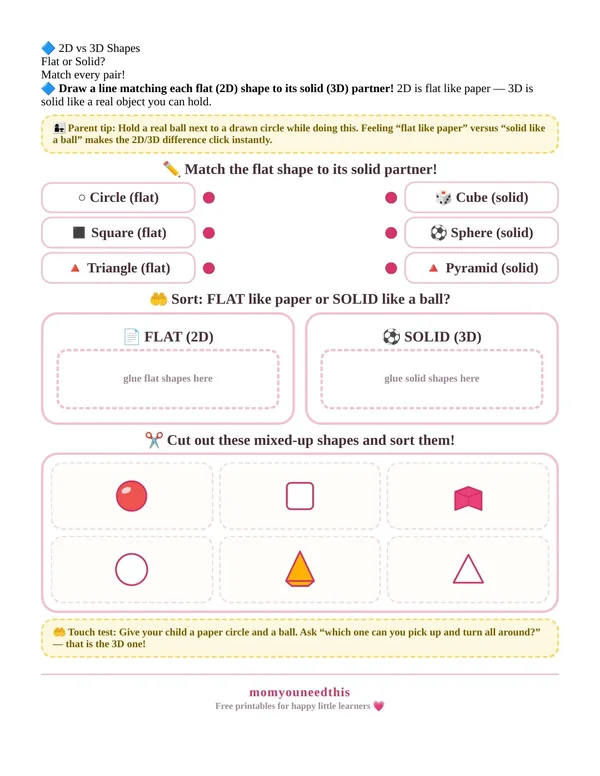 🔷 2D vs 3D Shapes
Flat or Solid?
Match every pair!
🔷 Draw a line matching each flat (2D) shape to its solid (3D) partner! 2D is flat like paper — 3D is
solid like a real object you can hold.
👩‍👧 Parent tip: Hold a real ball next to a drawn circle while doing this. Feeling “flat like paper” versus “solid like
a ball” makes the 2D/3D difference click instantly.
✏️ Match the flat shape to its solid partner!
○ Circle (flat)
🎲 Cube (solid)
◼ Square (flat)
⚽ Sphere (solid)
🔺 Triangle (flat)
🔺 Pyramid (solid)
🤲 Sort: FLAT like paper or SOLID like a ball?
📄 FLAT (2D)
⚽ SOLID (3D)
glue flat shapes here
glue solid shapes here
✂️ Cut out these mixed-up shapes and sort them!
🤲 Touch test: Give your child a paper circle and a ball. Ask “which one can you pick up and turn all around?”
— that is the 3D one!
momyouneedthis
Free printables for happy little learners 💗